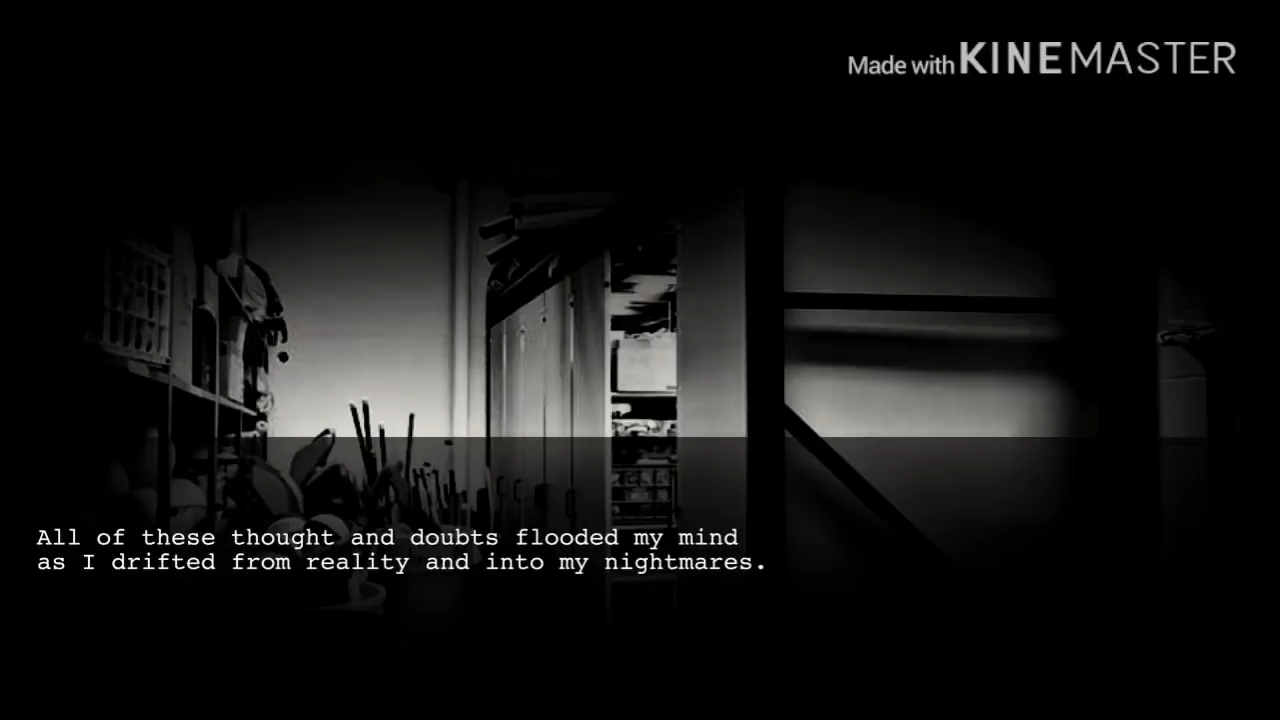 Made with KINEMASTER
All of these thought and doubts flooded my mind
as I drifted from reality and into my nightmares.